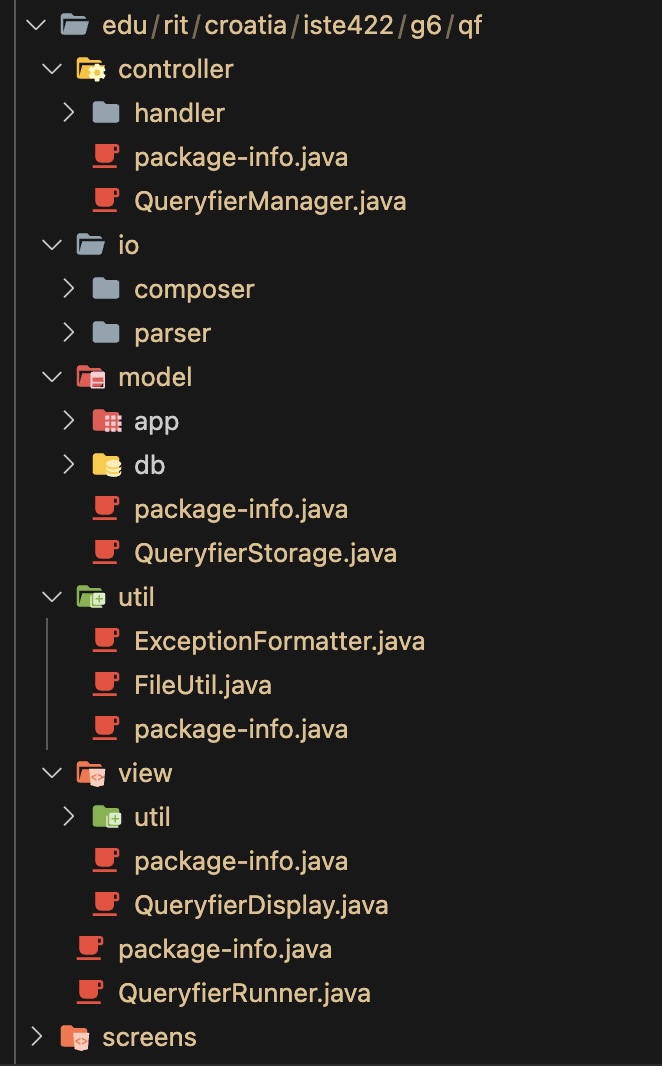 edu/rit/croatia/iste422/g6/qf
controller
handler
package-info.java
QueryfierManager.java
io
composer
parser
model
app
db
package-info.java
QueryfierStorage.java
util
ExceptionFormatter.java
FileUtil.java
package-info.java
view
util
package-info.java
QueryfierDisplay.java
package-info.java
QueryfierRunner.java
screens